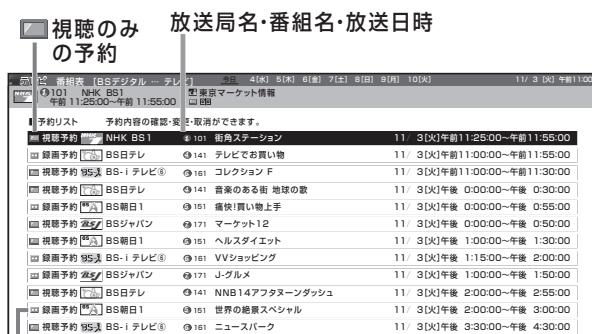 視聴のみ
の予約
放送局名･番組名･放送日時
番組表 [BSデジタル … テレビ] 今日 4[水] 5[木] 6[金] 7[土] 8[日] 9[月] 10[火] 11/ 3 [火] 午前11:00
101 NHK BS1 東京マーケット情報
午前 11:25:00〜午前 11:55:00
予約リスト 予約内容の確認･変更･取消ができます。
視聴予約 NHK BS1 101 街角ステーション 11/ 3[火]午前11:25:00〜午前11:55:00
録画予約 BS日テレ 141 テレビでお買い物 11/ 3[火]午前11:00:00〜午前11:55:00
視聴予約 BS-i BS-ｉテレビ⑥ 161 コレクション F 11/ 3[火]午前11:00:00〜午前11:30:00
視聴予約 BS日テレ 141 音楽のある街 地球の歌 11/ 3[火]午後 0:00:00〜午後 0:30:00
録画予約 BS朝日1 151 痛快!買い物上手 11/ 3[火]午後 0:00:00〜午後 0:55:00
視聴予約 BSJ BSジャパン 171 マーケット12 11/ 3[火]午後 0:00:00〜午後 0:50:00
視聴予約 BS朝日1 151 ヘルスダイエット 11/ 3[火]午後 1:00:00〜午後 1:30:00
録画予約 BS-i BS-ｉテレビ⑥ 161 VVショッピング 11/ 3[火]午後 1:15:00〜午後 2:00:00
録画予約 BSJ BSジャパン 171 J-グルメ 11/ 3[火]午後 1:00:00〜午後 1:50:00
視聴予約 BS日テレ 141 NNB14アフタヌーンダッシュ 11/ 3[火]午後 2:00:00〜午後 2:55:00
録画予約 BS朝日1 151 世界の絶景スペシャル 11/ 3[火]午後 2:00:00〜午後 3:00:00
視聴予約 BS-i BS-ｉテレビ⑥ 161 ニュースパーク 11/ 3[火]午後 3:30:00〜午後 4:30:00